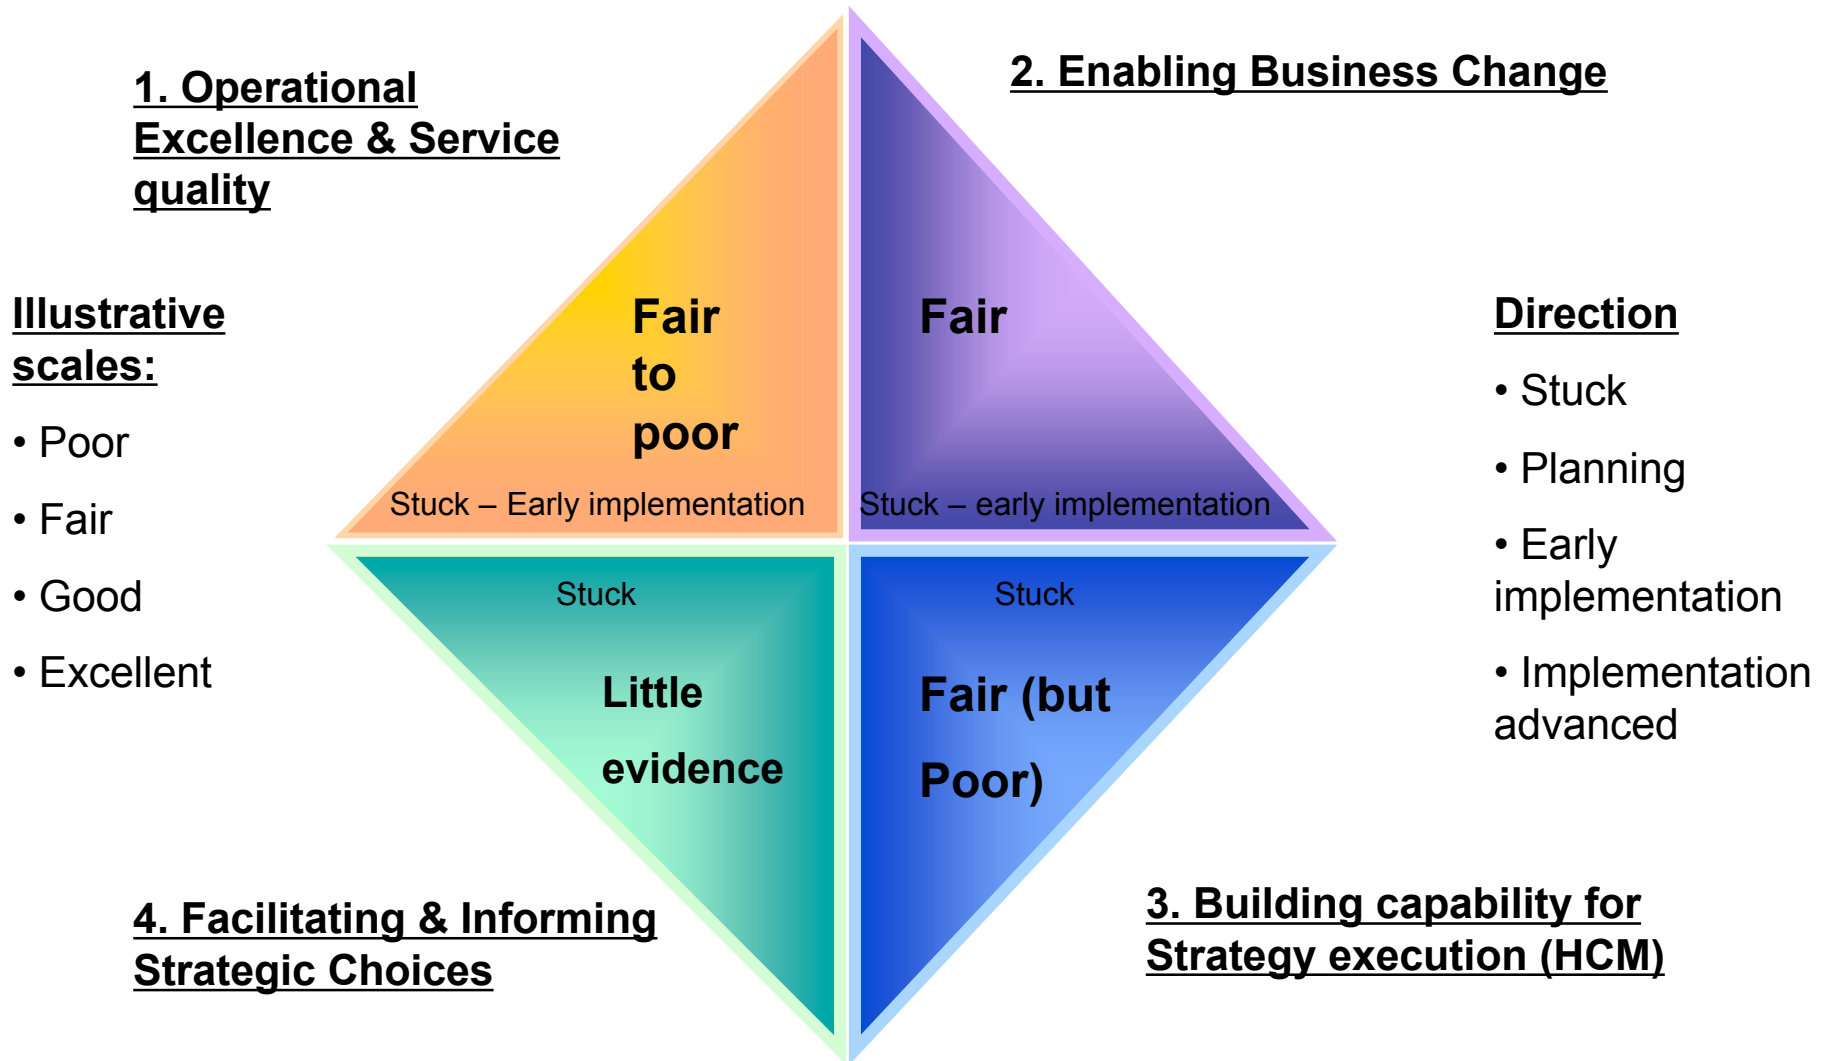 1. Operational
Excellence & Service
quality
2. Enabling Business Change
Illustrative
scales:
• Poor
• Fair
• Good
• Excellent
Fair
to
poor
Stuck – Early implementation
Fair
Stuck – early implementation
Direction
• Stuck
• Planning
• Early
implementation
• Implementation
advanced
Stuck
Little
evidence
Stuck
Fair (but
Poor)
4. Facilitating & Informing
Strategic Choices
3. Building capability for
Strategy execution (HCM)